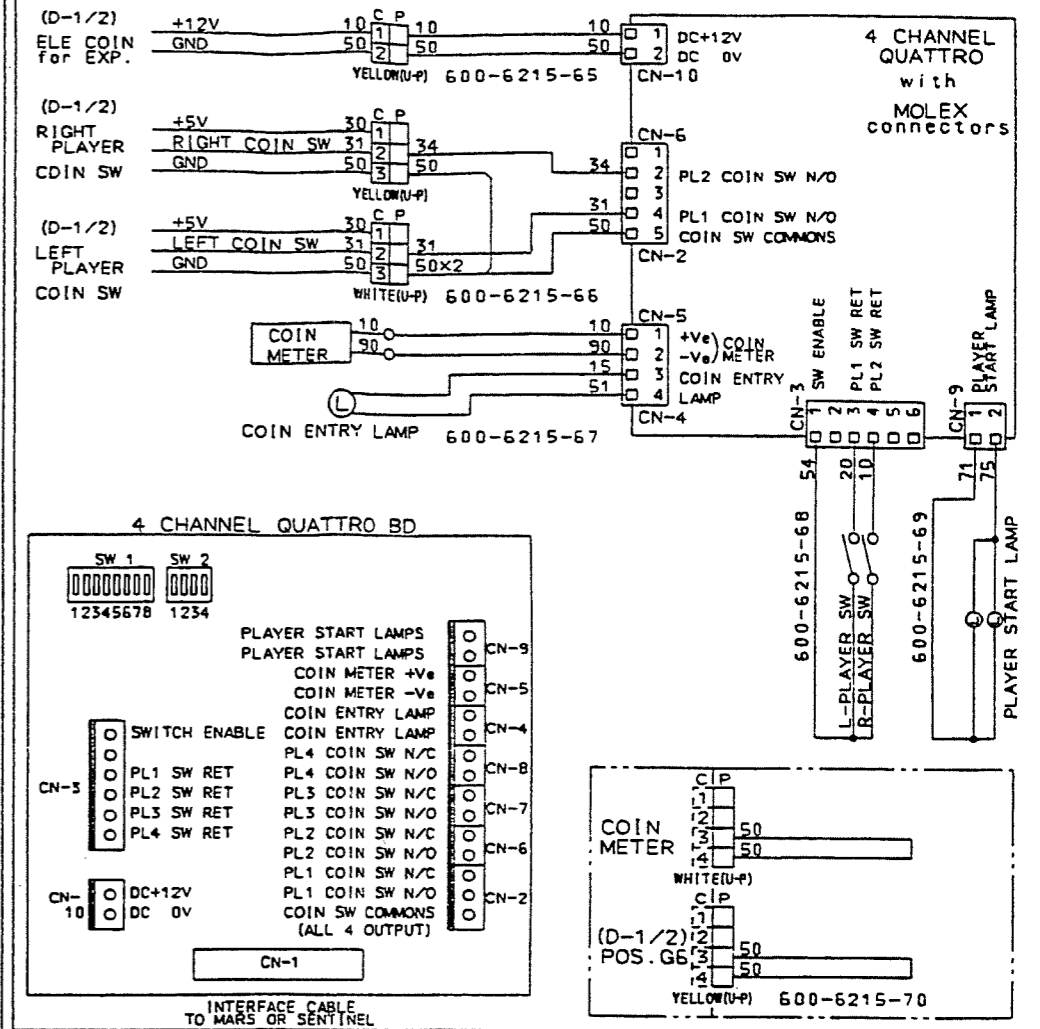 (D-1/2)
ELE COIN
for EXP.
+12V
GND
10
50
C P
1
2
10
50
YELLOW(U-P) 600-6215-65
10
50
1 DC+12V
2 DC 0V
CN-10
4 CHANNEL
QUATTRO
with
MOLEX
connectors
(D-1/2)
RIGHT
PLAYER
COIN SW
+5V
RIGHT COIN SW
GND
30
31
50
C P
1
2
3
34
50
YELLOW(U-P)
CN-6
34
31
50
1
2 PL2 COIN SW N/O
3
4 PL1 COIN SW N/O
5 COIN SW COMMONS
CN-2
(D-1/2)
LEFT
PLAYER
COIN SW
+5V
LEFT COIN SW
GND
30
31
50
C P
1
2
3
31
50×2
WHITE(U-P) 600-6215-66
COIN
METER
10
90
CN-5
10
90
15
51
1 +Ve) COIN
2 -Ve) METER
3 COIN ENTRY
4 LAMP
CN-4
L
COIN ENTRY LAMP 600-6215-67
SW ENABLE
PL1 SW RET
PL2 SW RET
CN-3
1 2 3 4 5 6
54
20
10
PLAYER
START LAMP
CN-9
1 2
71
75
600-6215-68
L-PLAYER SW
R-PLAYER SW
600-6215-69
L
L
PLAYER START LAMP
4 CHANNEL QUATTRO BD
SW 1
SW 2
12345678
1234
PLAYER START LAMPS
PLAYER START LAMPS
CN-9
COIN METER +Ve
COIN METER -Ve
CN-5
COIN ENTRY LAMP
COIN ENTRY LAMP
CN-4
PL4 COIN SW N/C
PL4 COIN SW N/O
CN-8
PL3 COIN SW N/C
PL3 COIN SW N/O
CN-7
PL2 COIN SW N/C
PL2 COIN SW N/O
CN-6
PL1 COIN SW N/C
PL1 COIN SW N/O
CN-2
COIN SW COMMONS
(ALL 4 OUTPUT)
CN-3
SWITCH ENABLE
PL1 SW RET
PL2 SW RET
PL3 SW RET
PL4 SW RET
CN-
10
DC+12V
DC 0V
CN-1
INTERFACE CABLE
TO MARS OR SENTINEL
COIN
METER
C P
1
2
3
4
50
50
WHITE(U-P)
(D-1/2)
POS.G6
C P
1
2
3
4
50
50
YELLOW(U-P) 600-6215-70